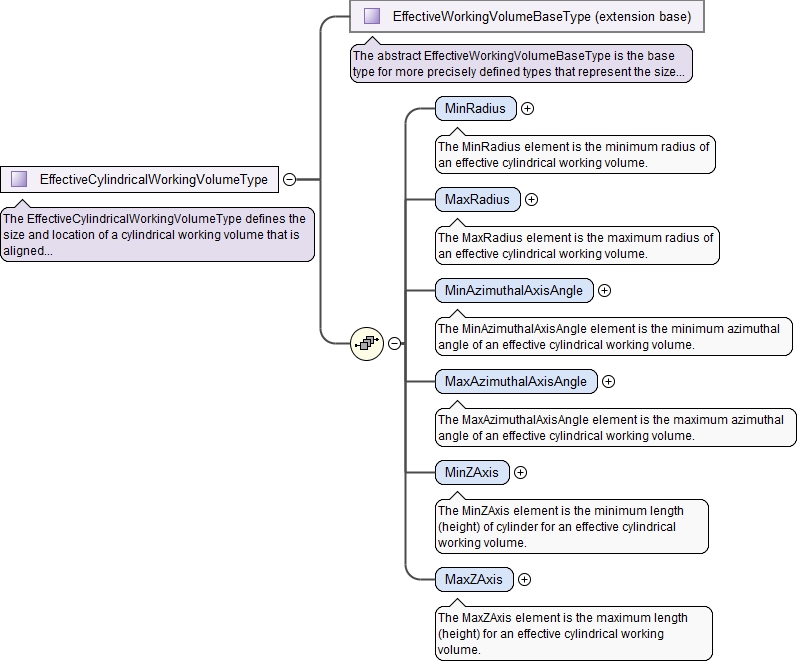 EffectiveWorkingVolumeBaseType (extension base)
The abstract EffectiveWorkingVolumeBaseType is the base
type for more precisely defined types that represent the size...
MinRadius
The MinRadius element is the minimum radius of
an effective cylindrical working volume.
EffectiveCylindricalWorkingVolumeType
The EffectiveCylindricalWorkingVolumeType defines the
size and location of a cylindrical working volume that is
aligned...
MaxRadius
The MaxRadius element is the maximum radius of
an effective cylindrical working volume.
MinAzimuthalAxisAngle
The MinAzimuthalAxisAngle element is the minimum azimuthal
angle of an effective cylindrical working volume.
MaxAzimuthalAxisAngle
The MaxAzimuthalAxisAngle element is the maximum azimuthal
angle of an effective cylindrical working volume.
MinZAxis
The MinZAxis element is the minimum length
(height) of cylinder for an effective cylindrical
working volume.
MaxZAxis
The MaxZAxis element is the maximum length
(height) for an effective cylindrical working
volume.